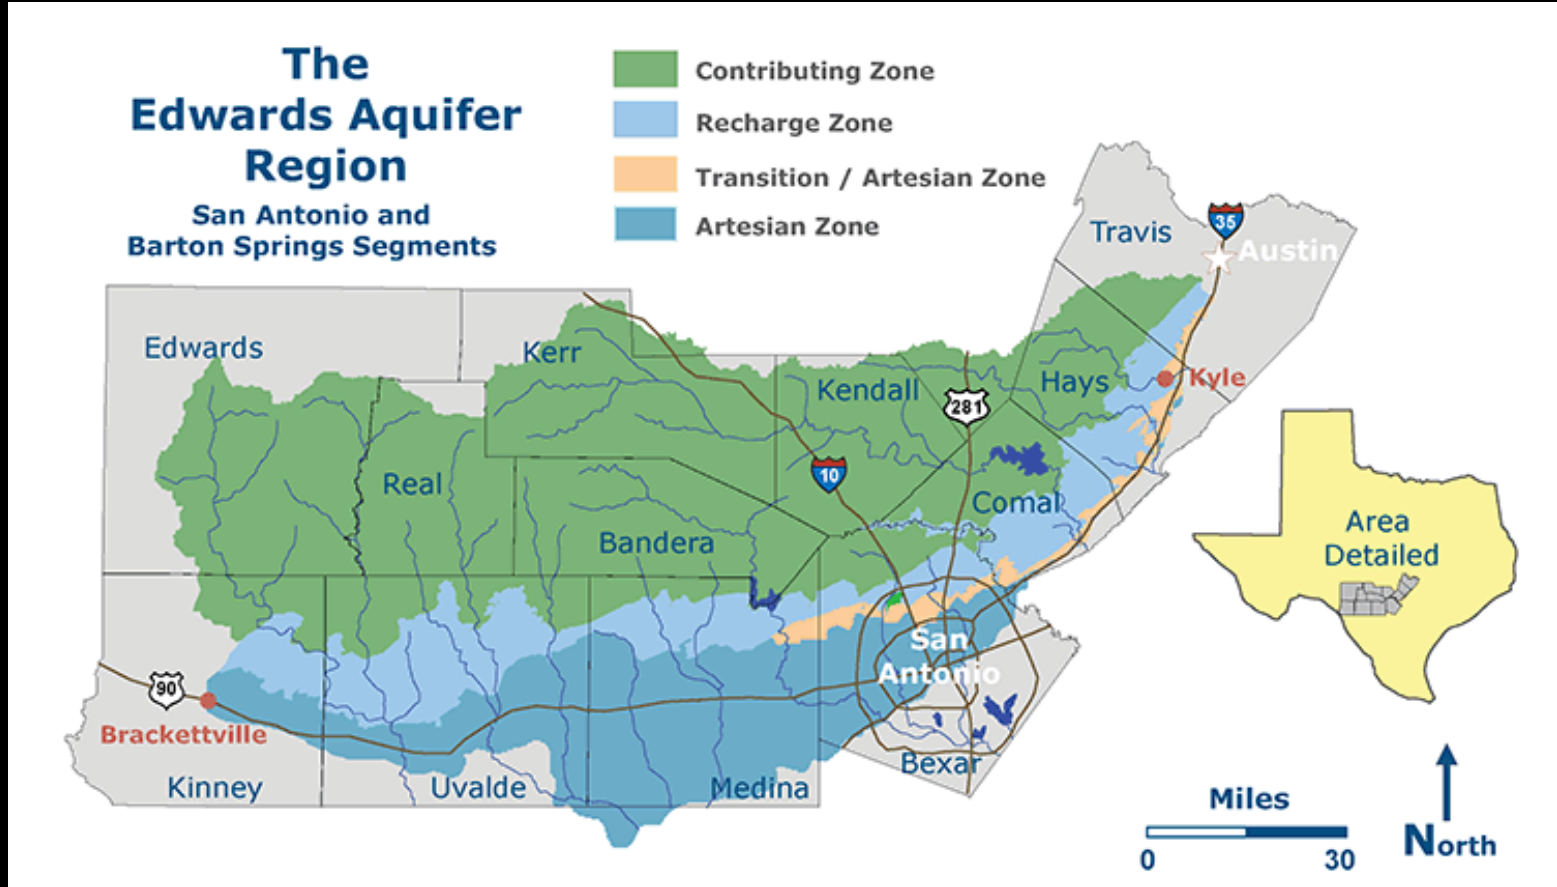 The
Edwards Aquifer
Region
San Antonio and
Barton Springs Segments
Contributing Zone
Recharge Zone
Transition / Artesian Zone
Artesian Zone
Travis
35
Austin
Edwards
Kerr
Kendall
Hays
Kyle
281
10
Real
Comal
Bandera
Area
Detailed
San
Antonio
90
Brackettville
Kinney
Uvalde
Medina
Bexar
Miles
0 30
North